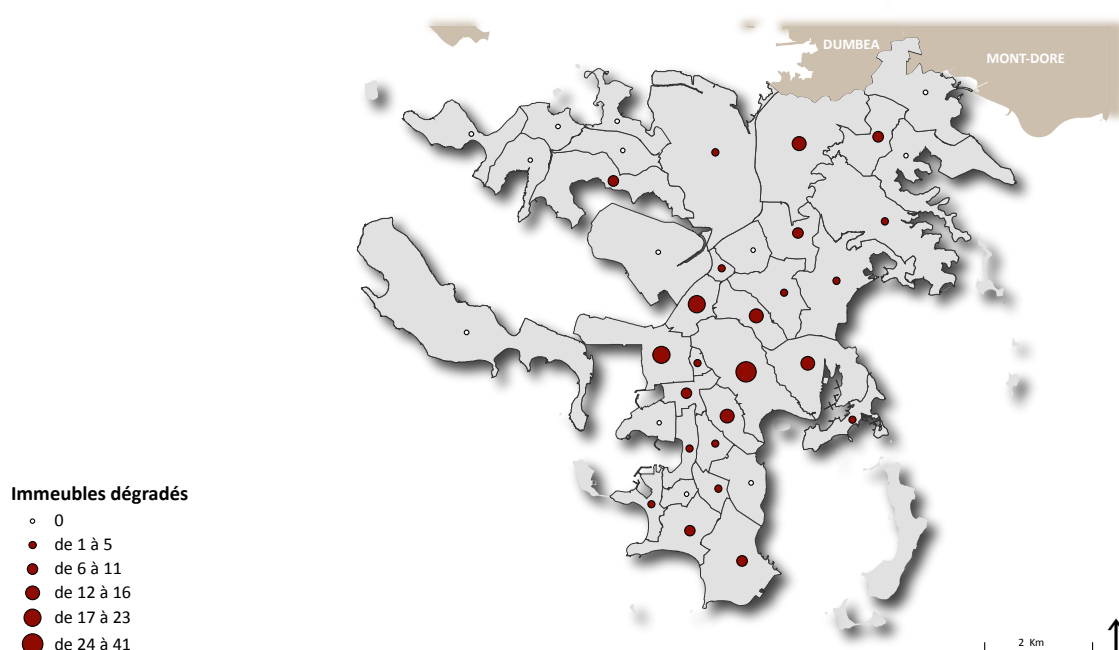 DUMBEA
MONT-DORE
Immeubles dégradés
0
de 1 à 5
de 6 à 11
de 12 à 16
de 17 à 23
de 24 à 41
2 Km